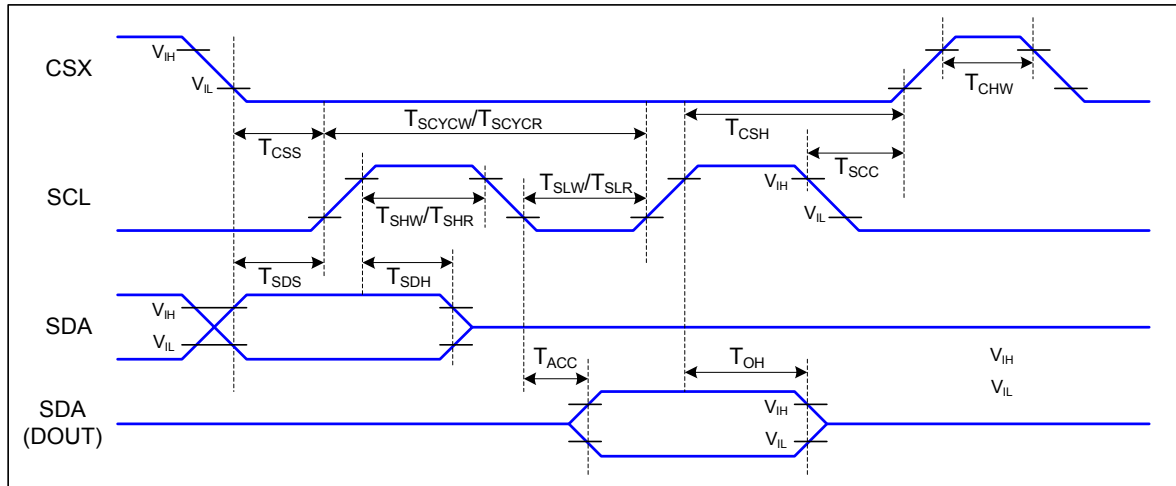 CSX
VIH
VIL
TCHW
TSCYCW/TSCYCR
TCSS
TCSH
TSCC
SCL
TSHW/TSHR
TSLW/TSLR
VIH
VIL
TSDS
TSDH
SDA
VIH
VIL
TACC
TOH
VIH
VIL
SDA
(DOUT)
VIH
VIL